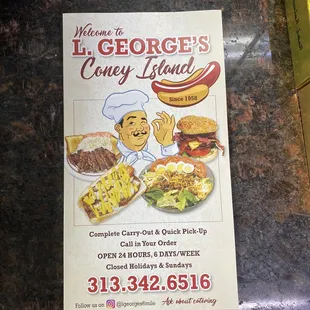 Welcome to
L. GEORGE'S
Coney Island
Since 1958
Complete Carry-Out & Quick Pick-Up
Call in Your Order
OPEN 24 HOURS, 6 DAYS/WEEK
Closed Holidays & Sundays
313.342.6516
Follow us on @lgeorges6mile Ask about catering